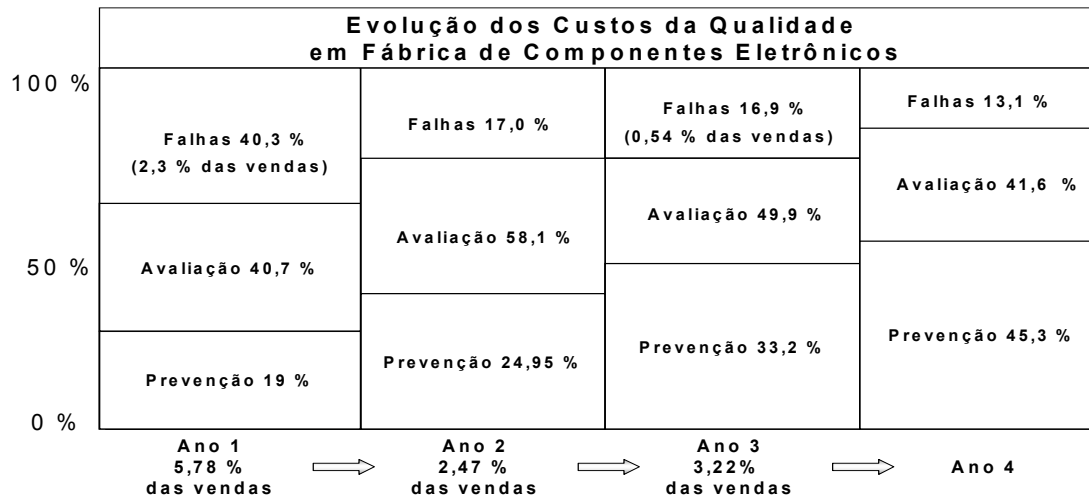 Evolução dos Custos da Qualidade
em Fábrica de Componentes Eletrônicos
100 %
50 %
0 %
Falhas 40,3 %
(2,3 % das vendas)
Avaliação 40,7 %
Prevenção 19 %
Falhas 17,0 %
Avaliação 58,1 %
Prevenção 24,95 %
Falhas 16,9 %
(0,54 % das vendas)
Avaliação 49,9 %
Prevenção 33,2 %
Falhas 13,1 %
Avaliação 41,6 %
Prevenção 45,3 %
Ano 1
5,78 %
das vendas
Ano 2
2,47 %
das vendas
Ano 3
3,22%
das vendas
Ano 4